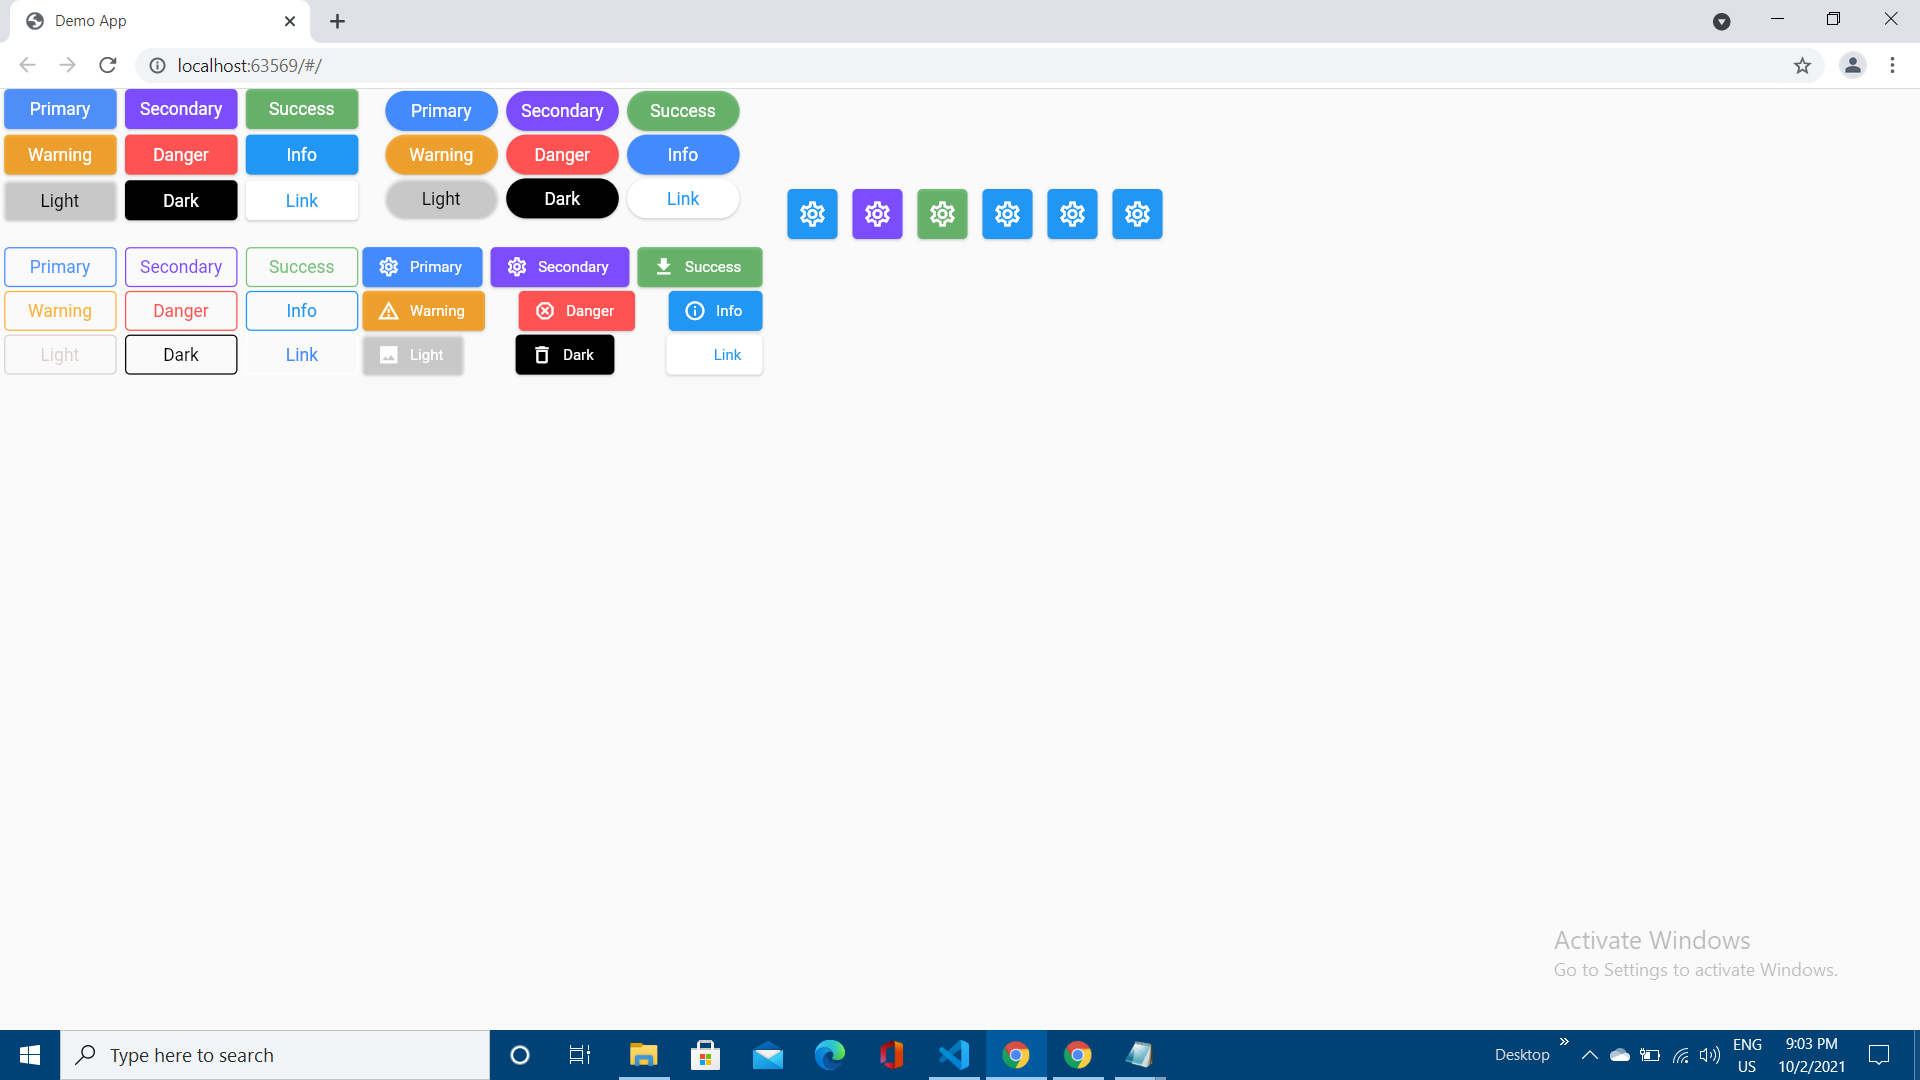 Demo App
localhost:63569/#/
Primary Secondary Success Primary Secondary Success
Warning Danger Info Warning Danger Info
Light Dark Link Light Dark Link
Primary Secondary Success Primary Secondary Success
Warning Danger Info Warning Danger Info
Light Dark Link Light Dark Link
Activate Windows
Go to Settings to activate Windows.
Type here to search
Desktop
ENG
US
9:03 PM
10/2/2021